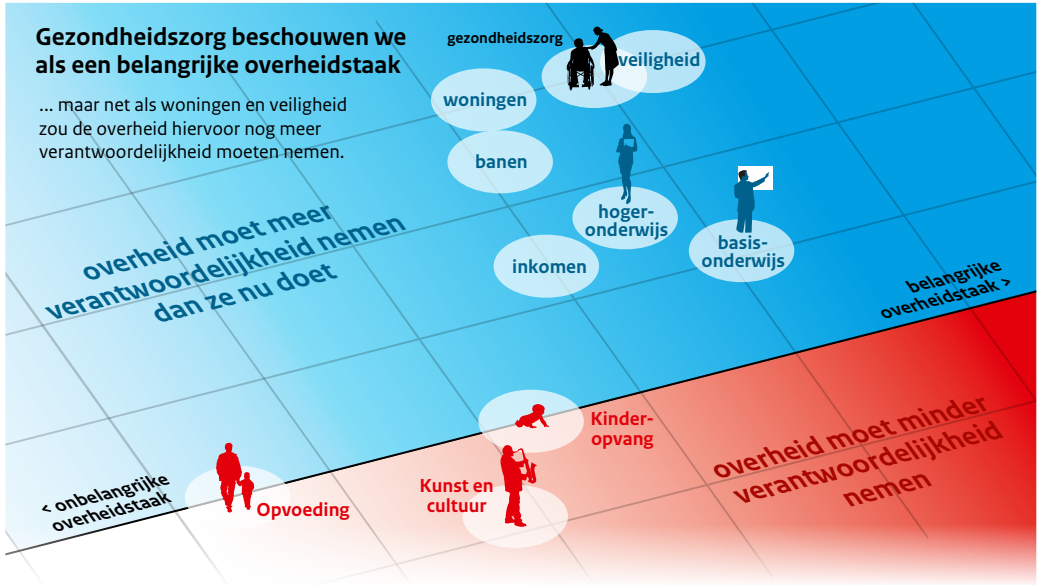 Gezondheidszorg beschouwen we
als een belangrijke overheidstaak
... maar net als woningen en veiligheid
zou de overheid hiervoor nog meer
verantwoordelijkheid moeten nemen.
gezondheidszorg
veiligheid
woningen
banen
hoger-
onderwijs
basis-
onderwijs
inkomen
overheid moet meer
verantwoordelijkheid nemen
dan ze nu doet
belangrijke
overheidstaak >
Kinder-
opvang
overheid moet minder
verantwoordelijkheid
nemen
< onbelangrijke
overheidstaak
Opvoeding
Kunst en
cultuur